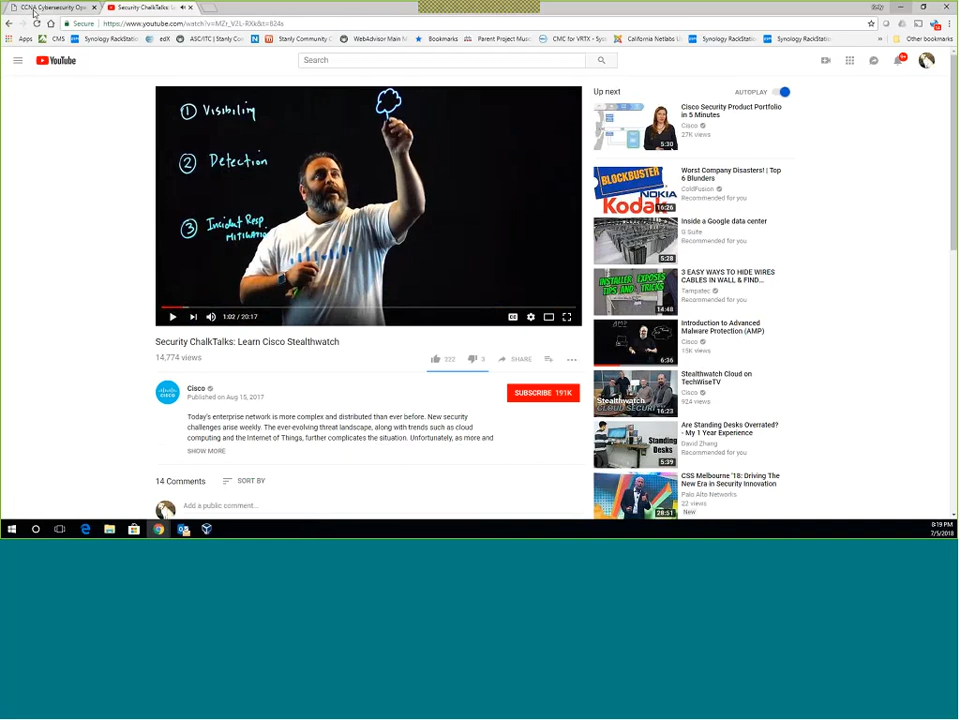 CCNA Cybersecurity Ope
Security ChalkTalks: L
Secure | https://www.youtube.com/watch?v=MZr_V2L-RXk&t=824s
Apps CMS Synology RackStatio edX ASC/ITC | Stanly Co Stanly Community C WebAdvisor Main M Stanly Community C Bookmarks Parent Project Musc CMC for VRT - Sys California Netlabs U Synology RackStatio Synology RackStatio » Other bookmarks
YouTube
Search
9+
① Visibility
② Detection
③ Incident Resp.
MITIGATION
1:02 / 20:17
CC
Security ChalkTalks: Learn Cisco Stealthwatch
14,774 views
222 3 SHARE
Cisco
Published on Aug 15, 2017
SUBSCRIBE 191K
Today's enterprise network is more complex and distributed than ever before. New security
challenges arise weekly. The ever-evolving threat landscape, along with trends such as cloud
computing and the Internet of Things, further complicates the situation. Unfortunately, as more and
SHOW MORE
14 Comments SORT BY
Add a public comment...
Up next
AUTOPLAY
Cisco Security Product Portfolio
in 5 Minutes
Cisco
27K views
5:30
BLOCKBUSTER
NOKIA
Kodak
16:26
Worst Company Disasters! | Top
6 Blunders
ColdFusion
Recommended for you
Inside a Google data center
G Suite
Recommended for you
5:28
INSTALLER EXPOSES
TIPS AND TRICKS
14:48
3 EASY WAYS TO HIDE WIRES
CABLES IN WALL & FIND...
Tampatec
Recommended for you
AMP
6:36
Introduction to Advanced
Malware Protection (AMP)
Cisco
15K views
Stealthwatch
CLOUD SECURITY
16:23
Stealthwatch Cloud on
TechWiseTV
Cisco
924 views
Standing
Desks
5:39
Are Standing Desks Overrated?
- My 1 Year Experience
David Zhang
Recommended for you
28:51
CSS Melbourne '18: Driving The
New Era in Security Innovation
Palo Alto Networks.
22 views
New
8:19 PM
7/5/2018